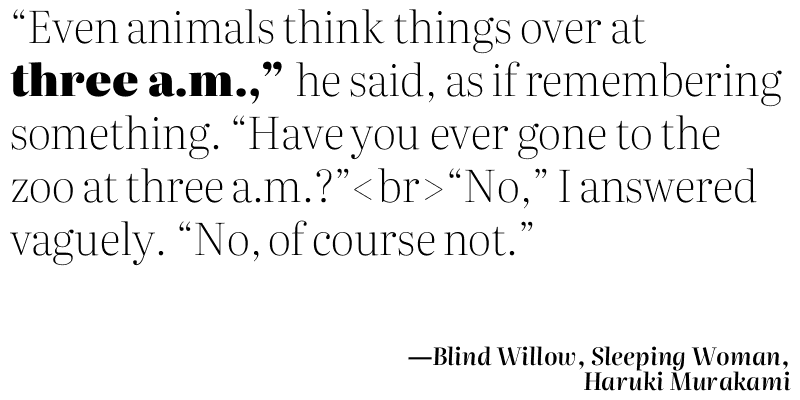 “Even animals think things over at
three a.m.,” he said, as if remembering
something. “Have you ever gone to the
zoo at three a.m.?”<br>“No,” I answered
vaguely. “No, of course not.”
—Blind Willow, Sleeping Woman,
Haruki Murakami